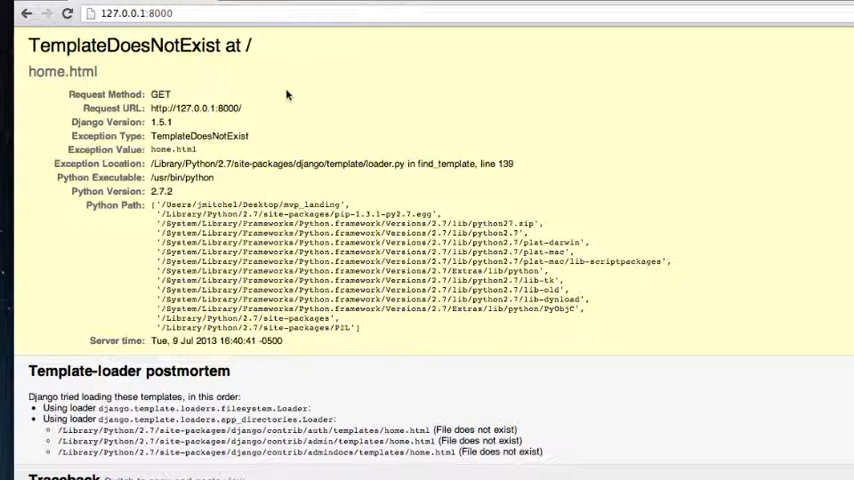 127.0.0.1:8000
TemplateDoesNotExist at /
home.html
Request Method: GET
Request URL: http://127.0.0.1:8000/
Django Version: 1.5.1
Exception Type: TemplateDoesNotExist
Exception Value: home.html
Exception Location: /Library/Python/2.7/site-packages/django/template/loader.py in find_template, line 139
Python Executable: /usr/bin/python
Python Version: 2.7.2
Python Path: ['/Users/jmitchel/Desktop/mvp_landing',
'/Library/Python/2.7/site-packages/pip-1.3.1-py2.7.egg',
'/System/Library/Frameworks/Python.framework/Versions/2.7/lib/python27.zip',
'/System/Library/Frameworks/Python.framework/Versions/2.7/lib/python2.7',
'/System/Library/Frameworks/Python.framework/Versions/2.7/lib/python2.7/plat-darwin',
'/System/Library/Frameworks/Python.framework/Versions/2.7/lib/python2.7/plat-mac',
'/System/Library/Frameworks/Python.framework/Versions/2.7/lib/python2.7/plat-mac/lib-scriptpackages',
'/System/Library/Frameworks/Python.framework/Versions/2.7/Extras/lib/python',
'/System/Library/Frameworks/Python.framework/Versions/2.7/lib/python2.7/lib-tk',
'/System/Library/Frameworks/Python.framework/Versions/2.7/lib/python2.7/lib-old',
'/System/Library/Frameworks/Python.framework/Versions/2.7/lib/python2.7/lib-dynload',
'/System/Library/Frameworks/Python.framework/Versions/2.7/Extras/lib/python/PyObjC',
'/Library/Python/2.7/site-packages',
'/Library/Python/2.7/site-packages/PIL']
Server time: Tue, 9 Jul 2013 16:40:41 -0500
Template-loader postmortem
Django tried loading these templates, in this order:
Using loader django.template.loaders.filesystem.Loader:
Using loader django.template.loaders.app_directories.Loader:
/Library/Python/2.7/site-packages/django/contrib/auth/templates/home.html (File does not exist)
/Library/Python/2.7/site-packages/django/contrib/admin/templates/home.html (File does not exist)
/Library/Python/2.7/site-packages/django/contrib/admindocs/templates/home.html (File does not exist)
Traceback Switch to copy-and-paste view